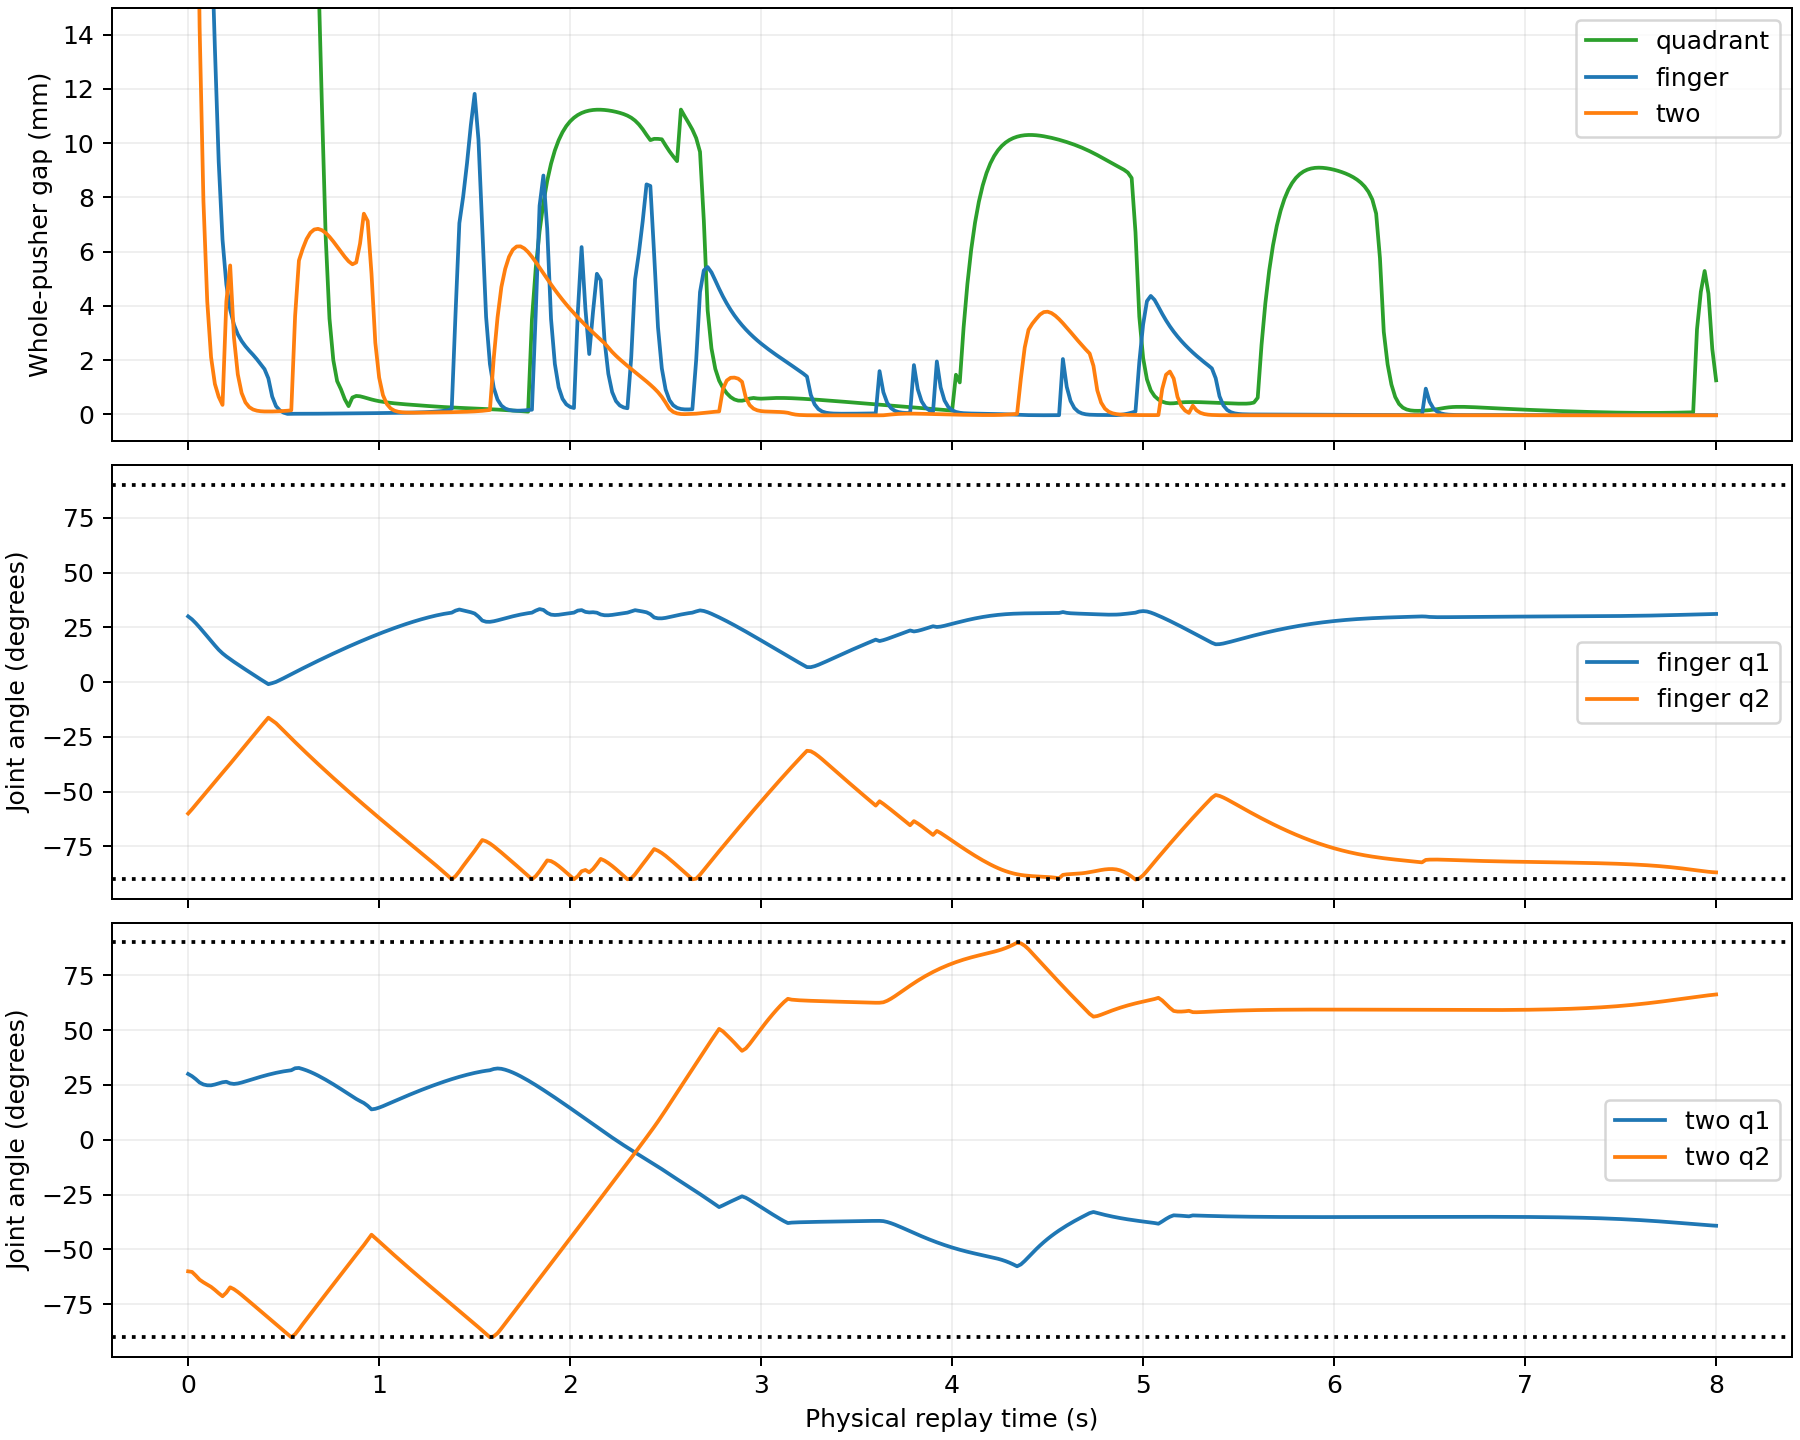 Whole-pusher gap (mm)
14
12
10
8
6
4
2
0
quadrant
finger
two
Joint angle (degrees)
75
50
25
0
−25
−50
−75
finger q1
finger q2
Joint angle (degrees)
75
50
25
0
−25
−50
−75
two q1
two q2
0 1 2 3 4 5 6 7 8
Physical replay time (s)